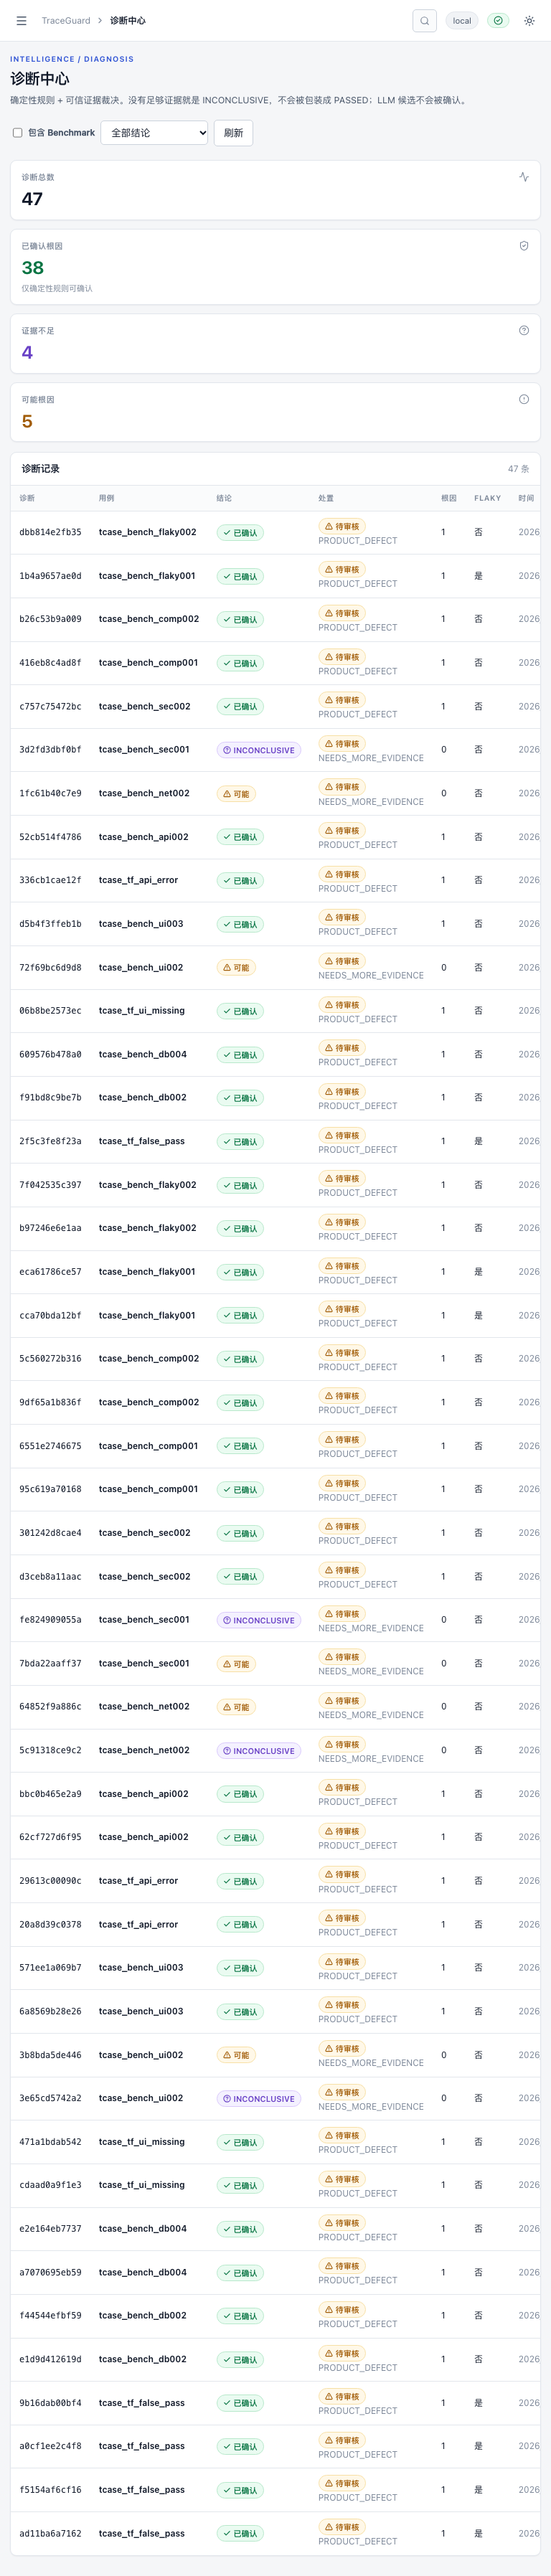 TraceGuard > 诊断中心 local
INTELLIGENCE / DIAGNOSIS
诊断中心
确定性规则 + 可信证据裁决。没有足够证据就是 INCONCLUSIVE，不会被包装成 PASSED；LLM 候选不会被确认。
包含 Benchmark 全部结论 刷新
诊断总数
47
已确认根因
38
仅确定性规则可确认
证据不足
4
可能根因
5
诊断记录 47 条
诊断 用例 结论 处置 根因 FLAKY 时间
dbb814e2fb35 tcase_bench_flaky002 已确认 待审核 PRODUCT_DEFECT 1 否 2026
1b4a9657ae0d tcase_bench_flaky001 已确认 待审核 PRODUCT_DEFECT 1 是 2026
b26c53b9a009 tcase_bench_comp002 已确认 待审核 PRODUCT_DEFECT 1 否 2026
416eb8c4ad8f tcase_bench_comp001 已确认 待审核 PRODUCT_DEFECT 1 否 2026
c757c75472bc tcase_bench_sec002 已确认 待审核 PRODUCT_DEFECT 1 否 2026
3d2fd3dbf0bf tcase_bench_sec001 INCONCLUSIVE 待审核 NEEDS_MORE_EVIDENCE 0 否 2026
1fc61b40c7e9 tcase_bench_net002 可能 待审核 NEEDS_MORE_EVIDENCE 0 否 2026
52cb514f4786 tcase_bench_api002 已确认 待审核 PRODUCT_DEFECT 1 否 2026
336cb1cae12f tcase_tf_api_error 已确认 待审核 PRODUCT_DEFECT 1 否 2026
d5b4f3ffeb1b tcase_bench_ui003 已确认 待审核 PRODUCT_DEFECT 1 否 2026
72f69bc6d9d8 tcase_bench_ui002 可能 待审核 NEEDS_MORE_EVIDENCE 0 否 2026
06b8be2573ec tcase_tf_ui_missing 已确认 待审核 PRODUCT_DEFECT 1 否 2026
609576b478a0 tcase_bench_db004 已确认 待审核 PRODUCT_DEFECT 1 否 2026
f91bd8c9be7b tcase_bench_db002 已确认 待审核 PRODUCT_DEFECT 1 否 2026
2f5c3fe8f23a tcase_tf_false_pass 已确认 待审核 PRODUCT_DEFECT 1 是 2026
7f042535c397 tcase_bench_flaky002 已确认 待审核 PRODUCT_DEFECT 1 否 2026
b97246e6e1aa tcase_bench_flaky002 已确认 待审核 PRODUCT_DEFECT 1 否 2026
eca61786ce57 tcase_bench_flaky001 已确认 待审核 PRODUCT_DEFECT 1 是 2026
cca70bda12bf tcase_bench_flaky001 已确认 待审核 PRODUCT_DEFECT 1 是 2026
5c560272b316 tcase_bench_comp002 已确认 待审核 PRODUCT_DEFECT 1 否 2026
9df65a1b836f tcase_bench_comp002 已确认 待审核 PRODUCT_DEFECT 1 否 2026
6551e2746675 tcase_bench_comp001 已确认 待审核 PRODUCT_DEFECT 1 否 2026
95c619a70168 tcase_bench_comp001 已确认 待审核 PRODUCT_DEFECT 1 否 2026
301242d8cae4 tcase_bench_sec002 已确认 待审核 PRODUCT_DEFECT 1 否 2026
d3ceb8a11aac tcase_bench_sec002 已确认 待审核 PRODUCT_DEFECT 1 否 2026
fe824909055a tcase_bench_sec001 INCONCLUSIVE 待审核 NEEDS_MORE_EVIDENCE 0 否 2026
7bda22aaff37 tcase_bench_sec001 可能 待审核 NEEDS_MORE_EVIDENCE 0 否 2026
64852f9a886c tcase_bench_net002 可能 待审核 NEEDS_MORE_EVIDENCE 0 否 2026
5c91318ce9c2 tcase_bench_net002 INCONCLUSIVE 待审核 NEEDS_MORE_EVIDENCE 0 否 2026
bbc0b465e2a9 tcase_bench_api002 已确认 待审核 PRODUCT_DEFECT 1 否 2026
62cf727d6f95 tcase_bench_api002 已确认 待审核 PRODUCT_DEFECT 1 否 2026
29613c00090c tcase_tf_api_error 已确认 待审核 PRODUCT_DEFECT 1 否 2026
20a8d39c0378 tcase_tf_api_error 已确认 待审核 PRODUCT_DEFECT 1 否 2026
571ee1a069b7 tcase_bench_ui003 已确认 待审核 PRODUCT_DEFECT 1 否 2026
6a8569b28e26 tcase_bench_ui003 已确认 待审核 PRODUCT_DEFECT 1 否 2026
3b8bda5de446 tcase_bench_ui002 可能 待审核 NEEDS_MORE_EVIDENCE 0 否 2026
3e65cd5742a2 tcase_bench_ui002 INCONCLUSIVE 待审核 NEEDS_MORE_EVIDENCE 0 否 2026
471a1bdab542 tcase_tf_ui_missing 已确认 待审核 PRODUCT_DEFECT 1 否 2026
cdaad0a9f1e3 tcase_tf_ui_missing 已确认 待审核 PRODUCT_DEFECT 1 否 2026
e2e164eb7737 tcase_bench_db004 已确认 待审核 PRODUCT_DEFECT 1 否 2026
a7070695eb59 tcase_bench_db004 已确认 待审核 PRODUCT_DEFECT 1 否 2026
f44544efbf59 tcase_bench_db002 已确认 待审核 PRODUCT_DEFECT 1 否 2026
e1d9d412619d tcase_bench_db002 已确认 待审核 PRODUCT_DEFECT 1 否 2026
9b16dab00bf4 tcase_tf_false_pass 已确认 待审核 PRODUCT_DEFECT 1 是 2026
a0cf1ee2c4f8 tcase_tf_false_pass 已确认 待审核 PRODUCT_DEFECT 1 是 2026
f5154af6cf16 tcase_tf_false_pass 已确认 待审核 PRODUCT_DEFECT 1 是 2026
ad11ba6a7162 tcase_tf_false_pass 已确认 待审核 PRODUCT_DEFECT 1 是 2026